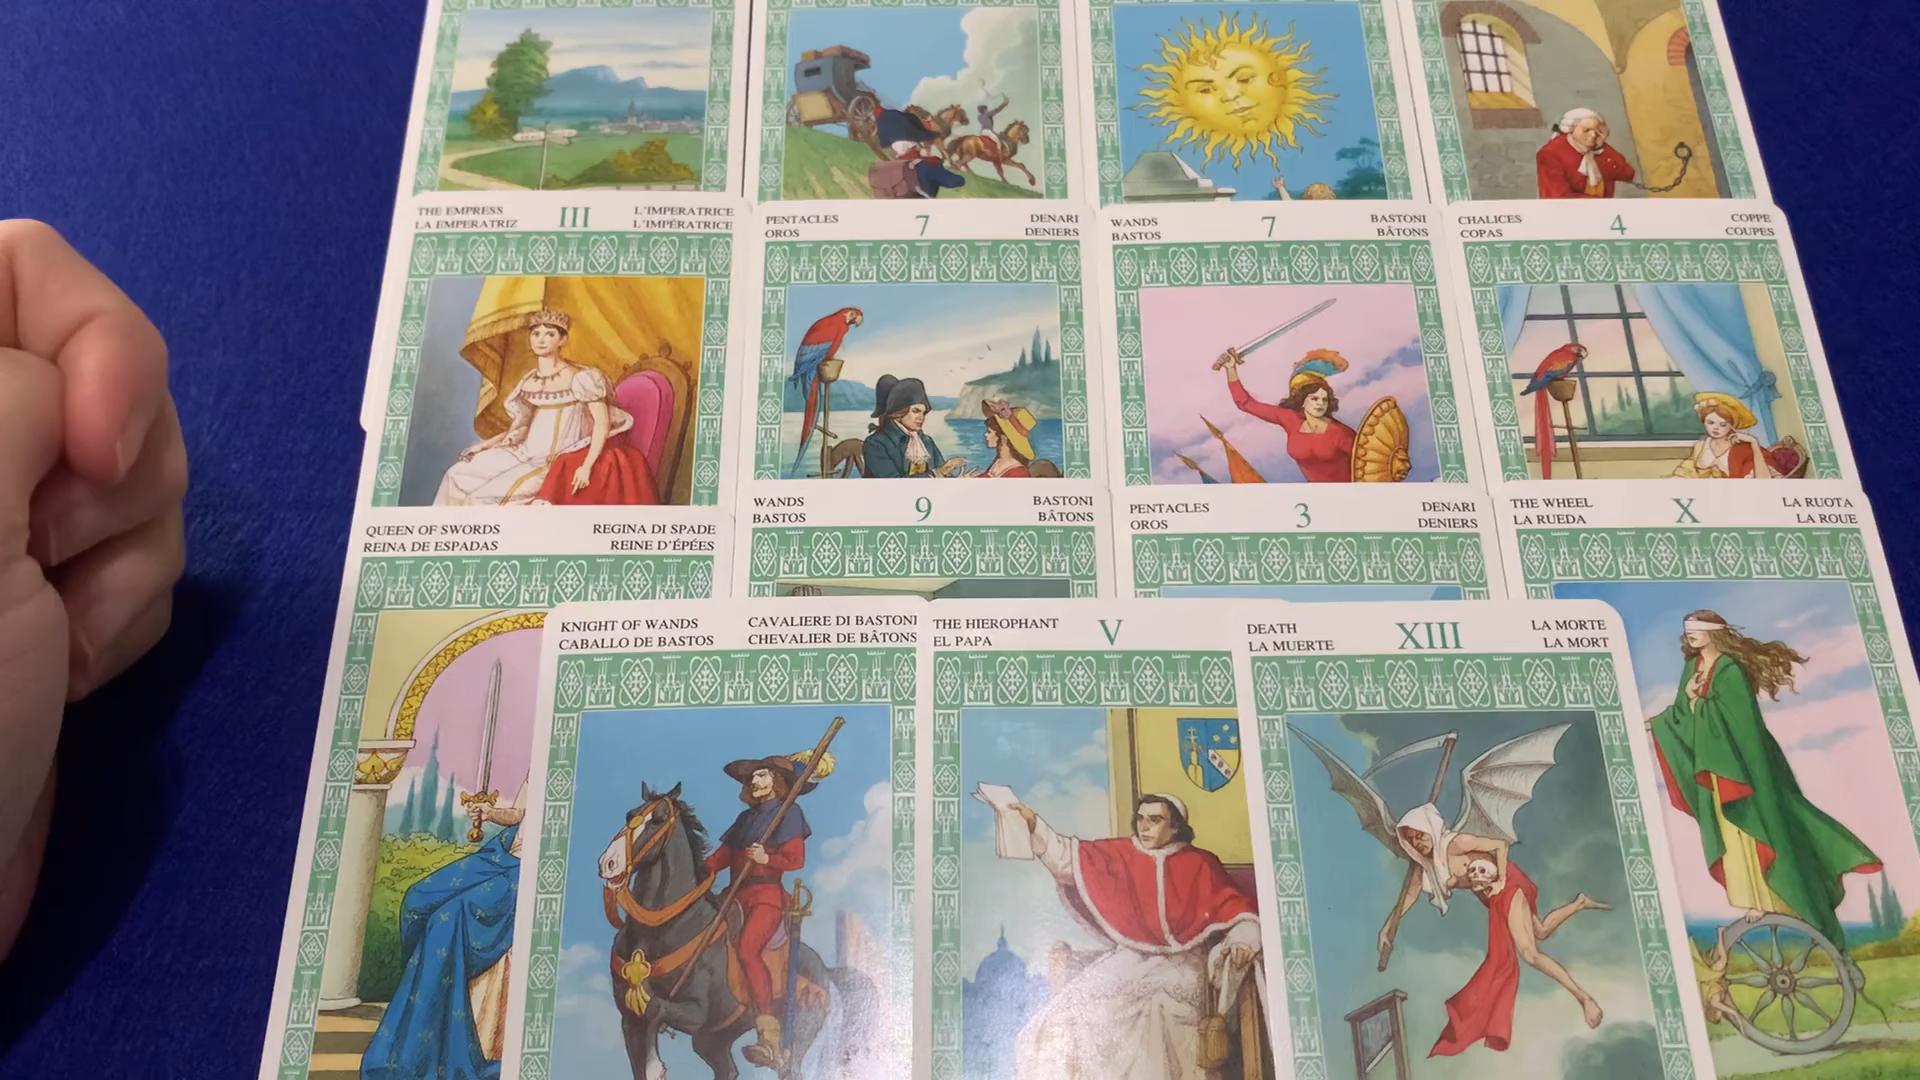 THE EMPRESS III L'IMPERATRICE
LA EMPERATRIZ L'IMPÉRATRICE
PENTACLES 7 DENARI
OROS DENIERS
WANDS 7 BASTONI
BASTOS BÂTONS
CHALICES 4 COPPE
COPAS COUPES
QUEEN OF SWORDS REGINA DI SPADE
REINA DE ESPADAS REINE D'ÉPÉES
WANDS 9 BASTONI
BASTOS BÂTONS
PENTACLES 3 DENARI
OROS DENIERS
THE WHEEL X LA RUOTA
LA RUEDA LA ROUE
KNIGHT OF WANDS CAVALIERE DI BASTONI
CABALLO DE BASTOS CHEVALIER DE BÂTONS
THE HIEROPHANT V
EL PAPA
DEATH XIII LA MORTE
LA MUERTE LA MORT